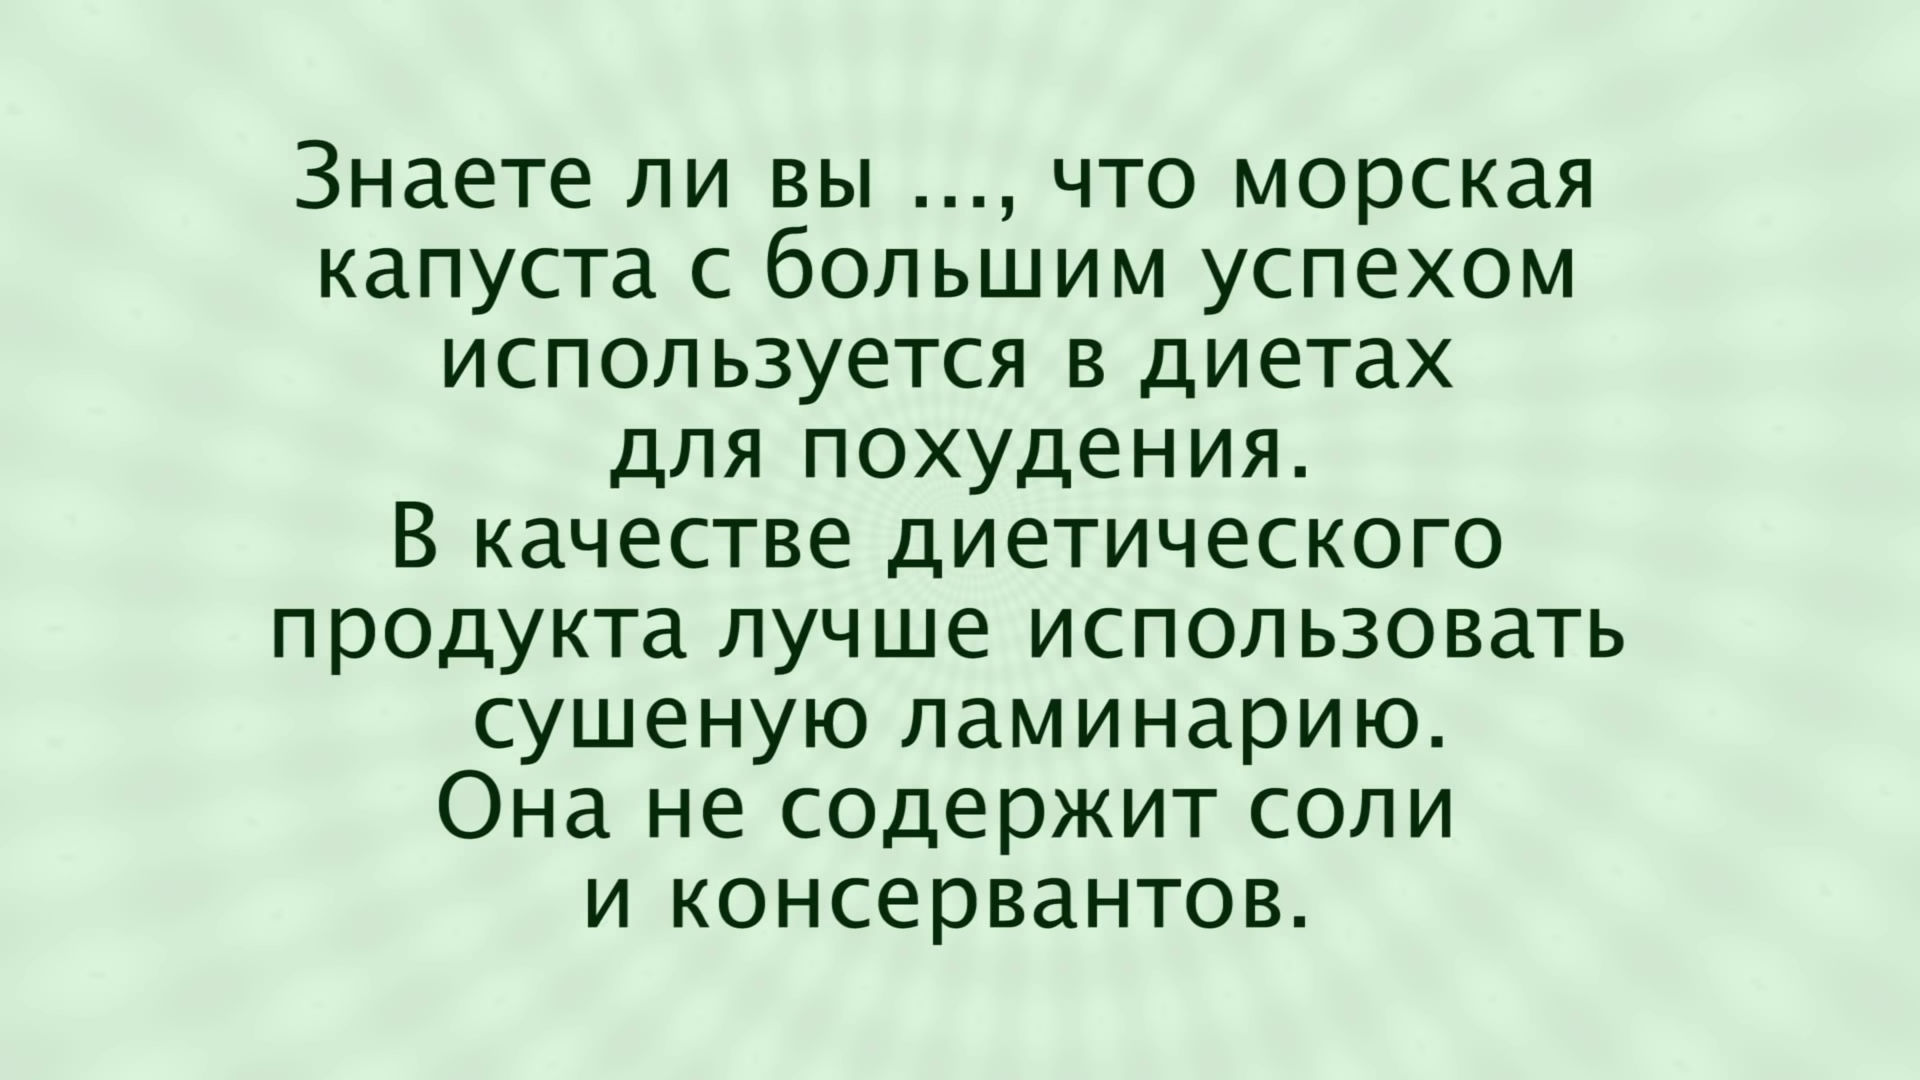 Знаете ли вы ..., что морская
капуста с большим успехом
используется в диетах
для похудения.
В качестве диетического
продукта лучше использовать
сушеную ламинарию.
Она не содержит соли
и консервантов.